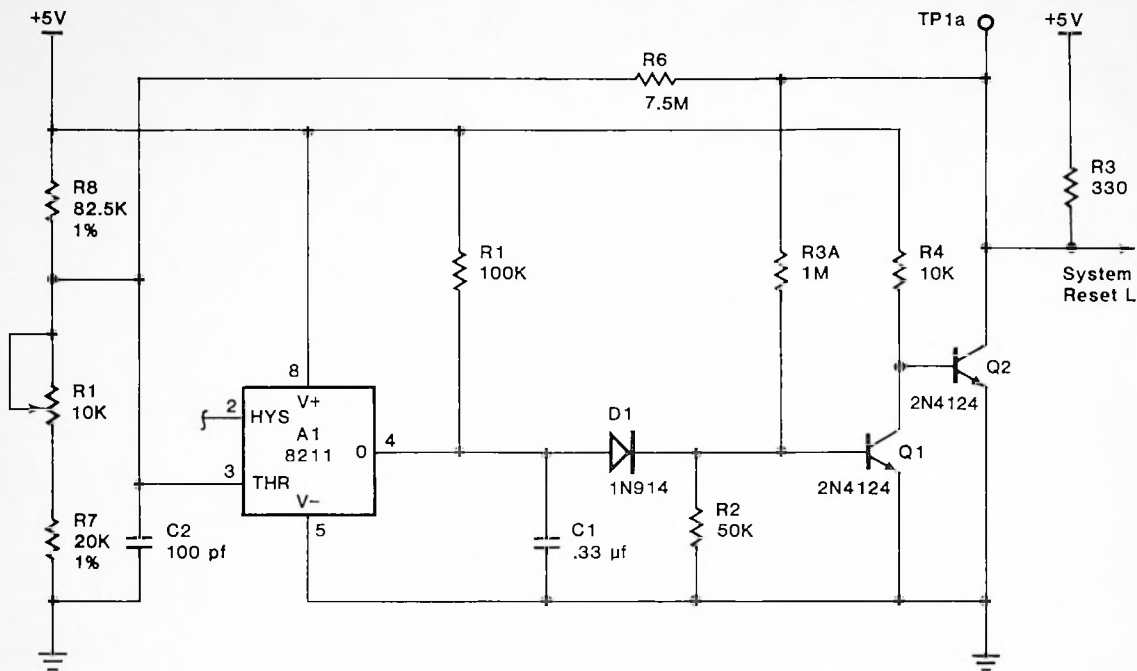 +5V
TP1a
+5V
R6
7.5M
R8
82.5K
1%
R1
100K
R3A
1M
R4
10K
R3
330
System
Reset L
R1
10K
8
V+
2
HYS
A1
8211
O
4
3
THR
V−
5
D1
1N914
Q2
2N4124
Q1
2N4124
R7
20K
1%
C2
100 pf
C1
.33 µf
R2
50K